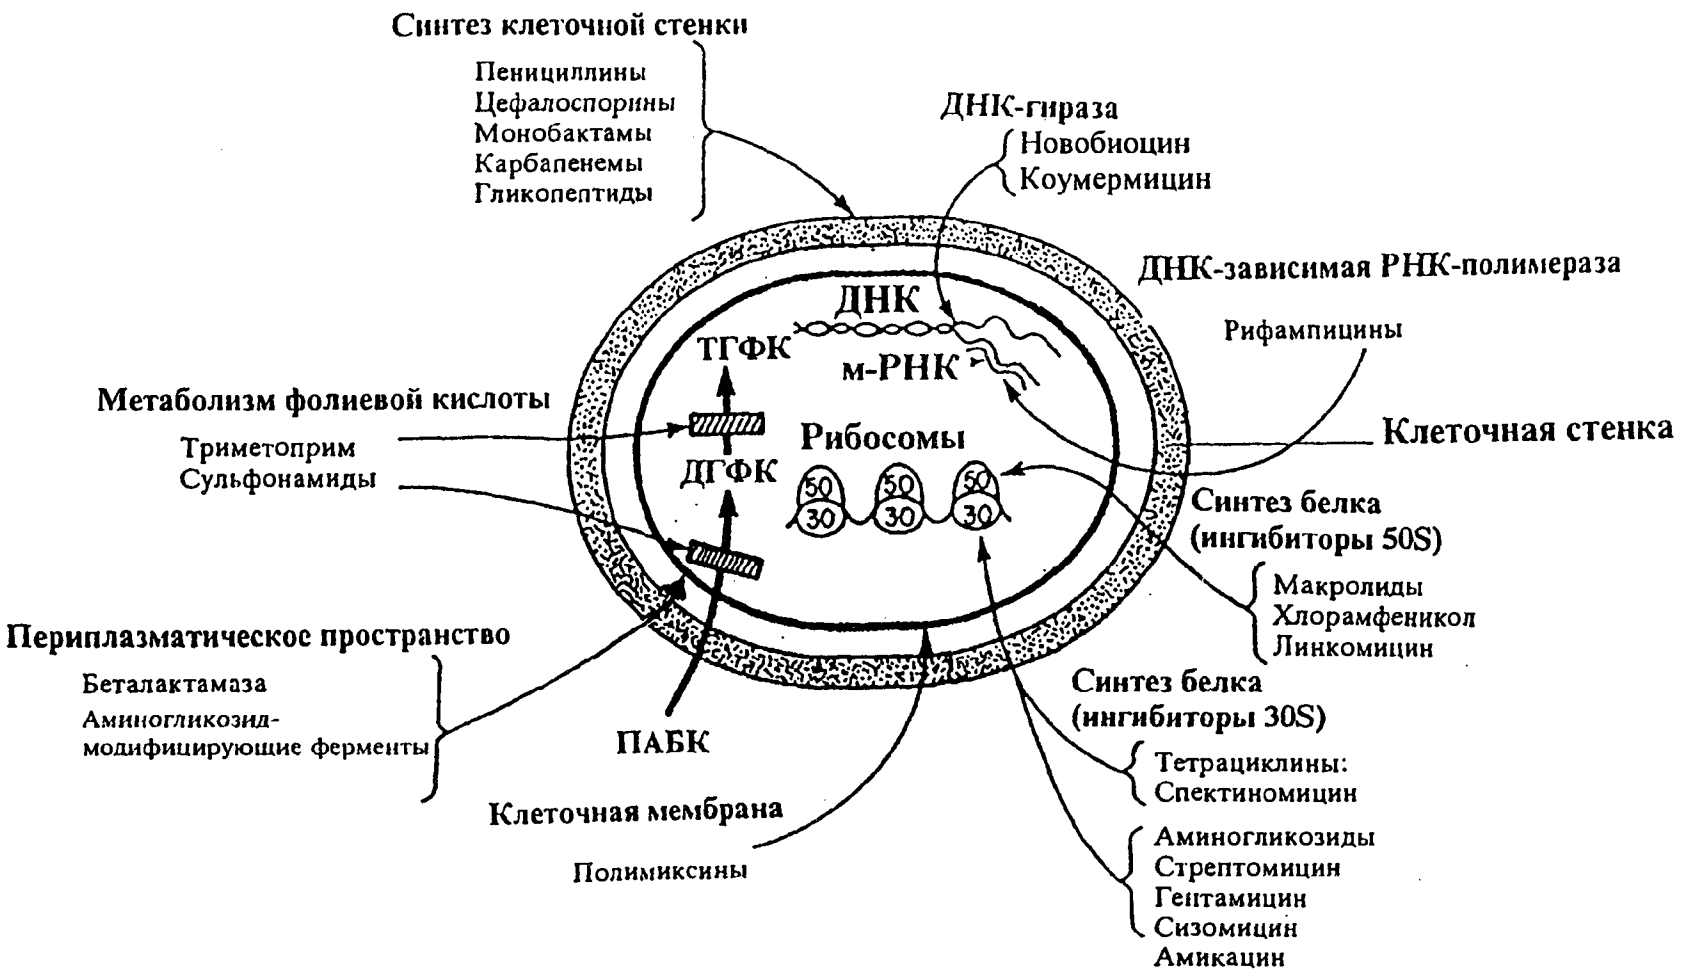 Синтез клеточной стенки
Пенициллины
Цефалоспорины
Монобактамы
Карбапенемы
Гликопептиды
ДНК-гираза
Новобиоцин
Коумермицин
ДНК-зависимая РНК-полимераза
Рифампицины
ДНК
ТГФК
м-РНК
Метаболизм фолиевой кислоты
Триметоприм
Сульфонамиды
Рибосомы
Клеточная стенка
ДГФК
50 50 50
30 30 30
Синтез белка
(ингибиторы 50S)
Макролиды
Хлорамфеникол
Линкомицин
Периплазматическое пространство
Беталактамаза
Аминогликозид-
модифицирующие ферменты
ПАБК
Синтез белка
(ингибиторы 30S)
Тетрациклины:
Спектиномицин
Клеточная мембрана
Полимиксины
Аминогликозиды
Стрептомицин
Гентамицин
Сизомицин
Амикацин